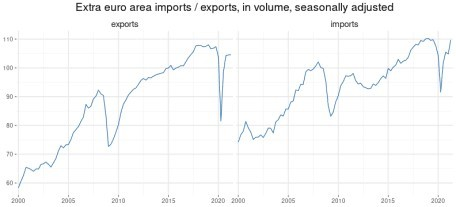 Extra euro area imports / exports, in volume, seasonally adjusted
exports
imports
110
100
90
80
70
60
2000 2005 2010 2015 2020 2000 2005 2010 2015 2020